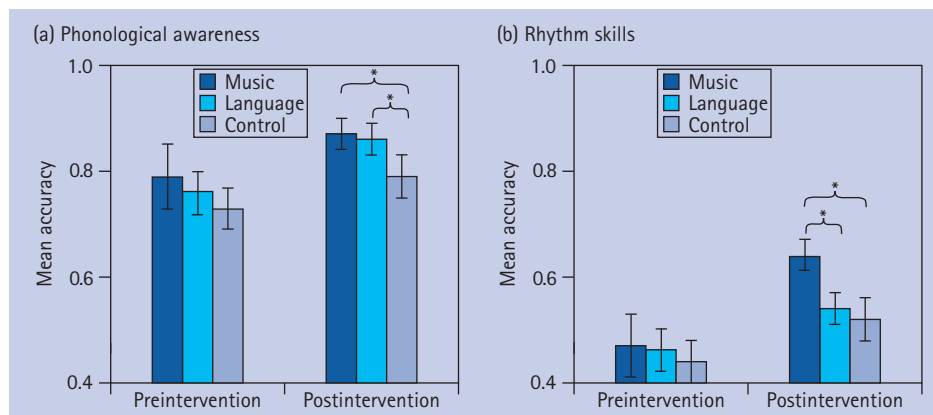 (a) Phonological awareness
1.0
0.8
0.6
0.4
Mean accuracy
Music
Language
Control
*
*
Preintervention
Postintervention
(b) Rhythm skills
1.0
0.8
0.6
0.4
Mean accuracy
Music
Language
Control
*
*
Preintervention
Postintervention